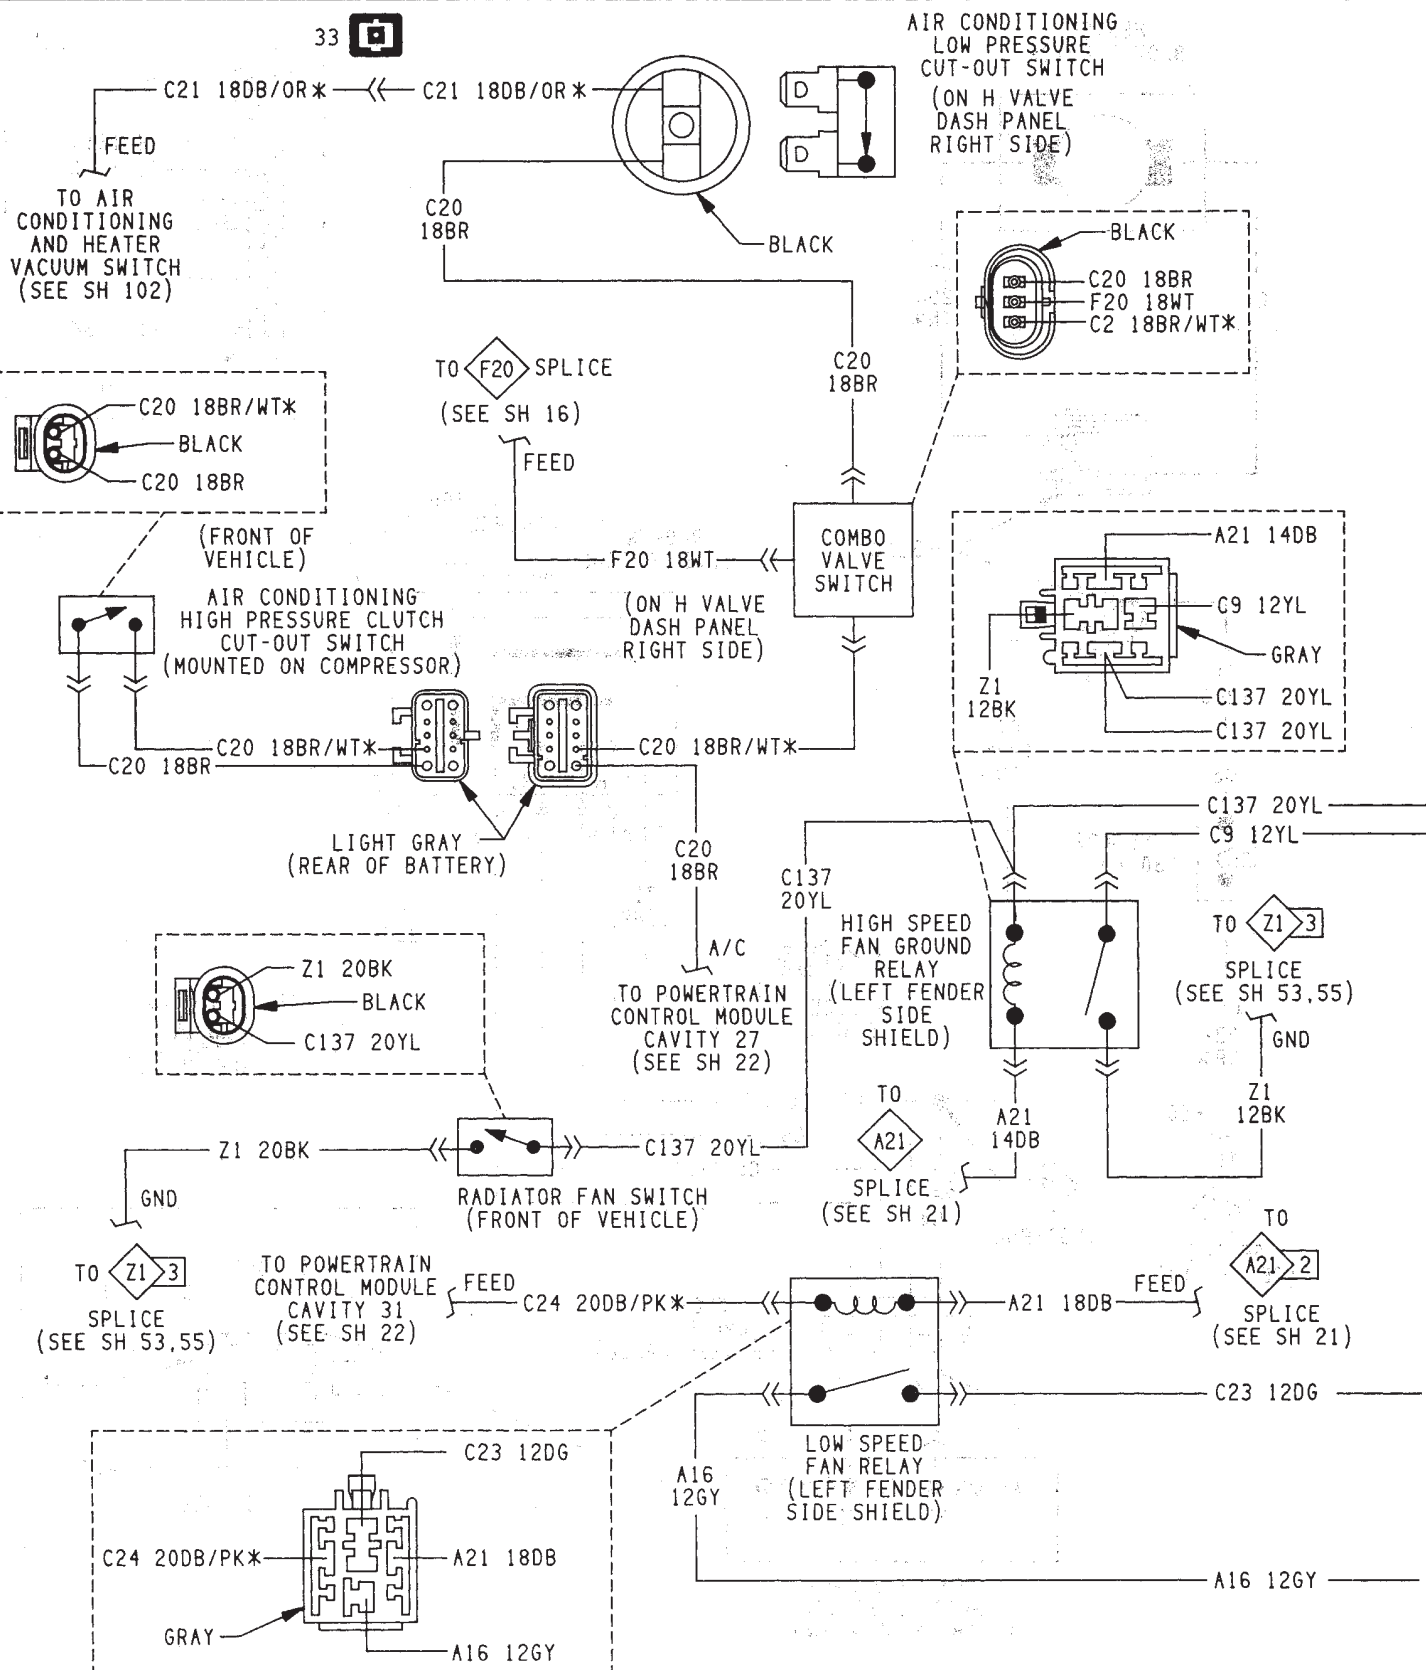 33
AIR CONDITIONING
LOW PRESSURE
CUT-OUT SWITCH
(ON H VALVE
DASH PANEL
RIGHT SIDE)
C21 18DB/OR*
C21 18DB/OR*
D
D
FEED
TO AIR
CONDITIONING
AND HEATER
VACUUM SWITCH
(SEE SH 102)
C20
18BR
BLACK
BLACK
C20 18BR
F20 18WT
C2 18BR/WT*
TO F20 SPLICE
(SEE SH 16)
FEED
C20
18BR
C20 18BR/WT*
BLACK
C20 18BR
(FRONT OF
VEHICLE)
AIR CONDITIONING
HIGH PRESSURE CLUTCH
CUT-OUT SWITCH
(MOUNTED ON COMPRESSOR)
F20 18WT
COMBO
VALVE
SWITCH
(ON H VALVE
DASH PANEL
RIGHT SIDE)
A21 14DB
C9 12YL
GRAY
Z1
12BK
C137 20YL
C137 20YL
C20 18BR/WT*
C20 18BR
C20 18BR/WT*
LIGHT GRAY
(REAR OF BATTERY)
C20
18BR
A/C
TO POWERTRAIN
CONTROL MODULE
CAVITY 27
(SEE SH 22)
C137
20YL
C137 20YL
C9 12YL
HIGH SPEED
FAN GROUND
RELAY
(LEFT FENDER
SIDE
SHIELD)
TO Z1 3
SPLICE
(SEE SH 53,55)
GND
Z1
12BK
Z1 20BK
BLACK
C137 20YL
TO
A21
SPLICE
(SEE SH 21)
A21
14DB
Z1 20BK
C137 20YL
RADIATOR FAN SWITCH
(FRONT OF VEHICLE)
GND
TO Z1 3
SPLICE
(SEE SH 53,55)
TO POWERTRAIN
CONTROL MODULE
CAVITY 31
(SEE SH 22)
FEED
C24 20DB/PK*
A21 18DB
FEED
TO
A21 2
SPLICE
(SEE SH 21)
C23 12DG
LOW SPEED
FAN RELAY
(LEFT FENDER
SIDE SHIELD)
A16
12GY
A16 12GY
C23 12DG
C24 20DB/PK*
A21 18DB
GRAY
A16 12GY